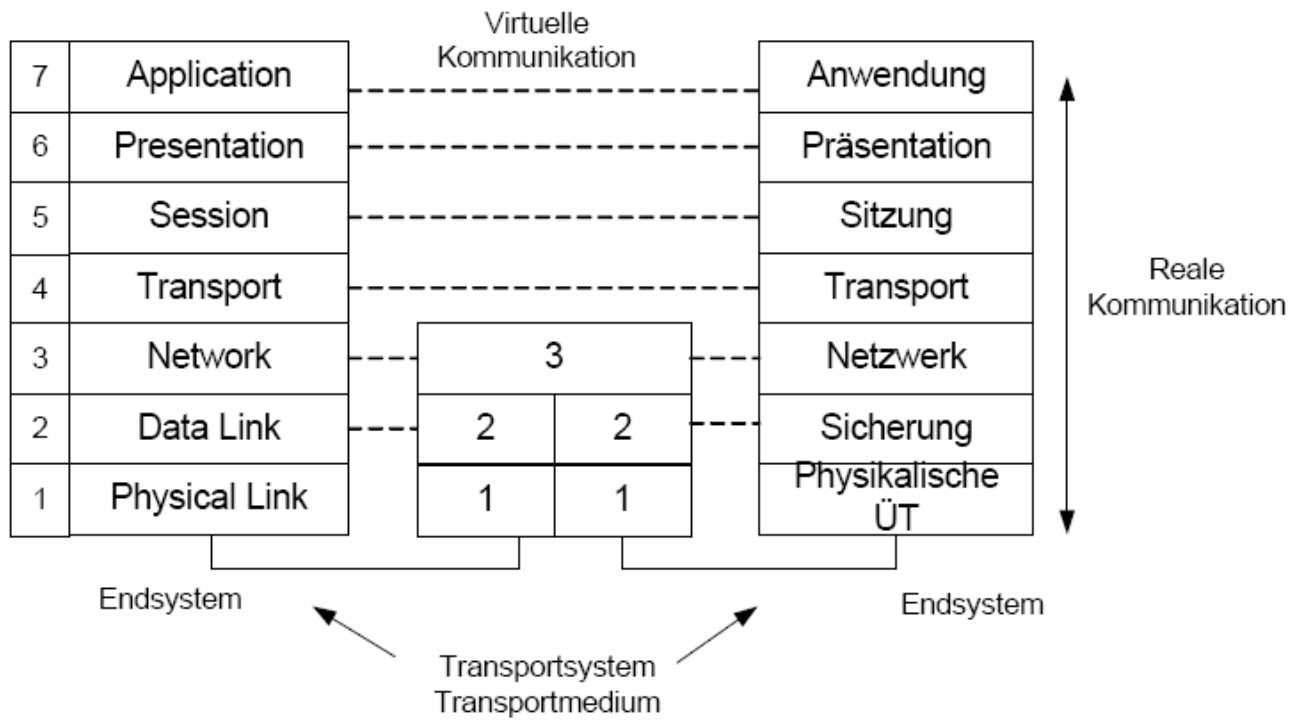 Virtuelle
Kommunikation
7 Application Anwendung
6 Presentation Präsentation
5 Session Sitzung
4 Transport Transport
3 Network 3 Netzwerk
2 Data Link 2 2 Sicherung
1 Physical Link 1 1 Physikalische
ÜT
Reale
Kommunikation
Endsystem
Endsystem
Transportsystem
Transportmedium